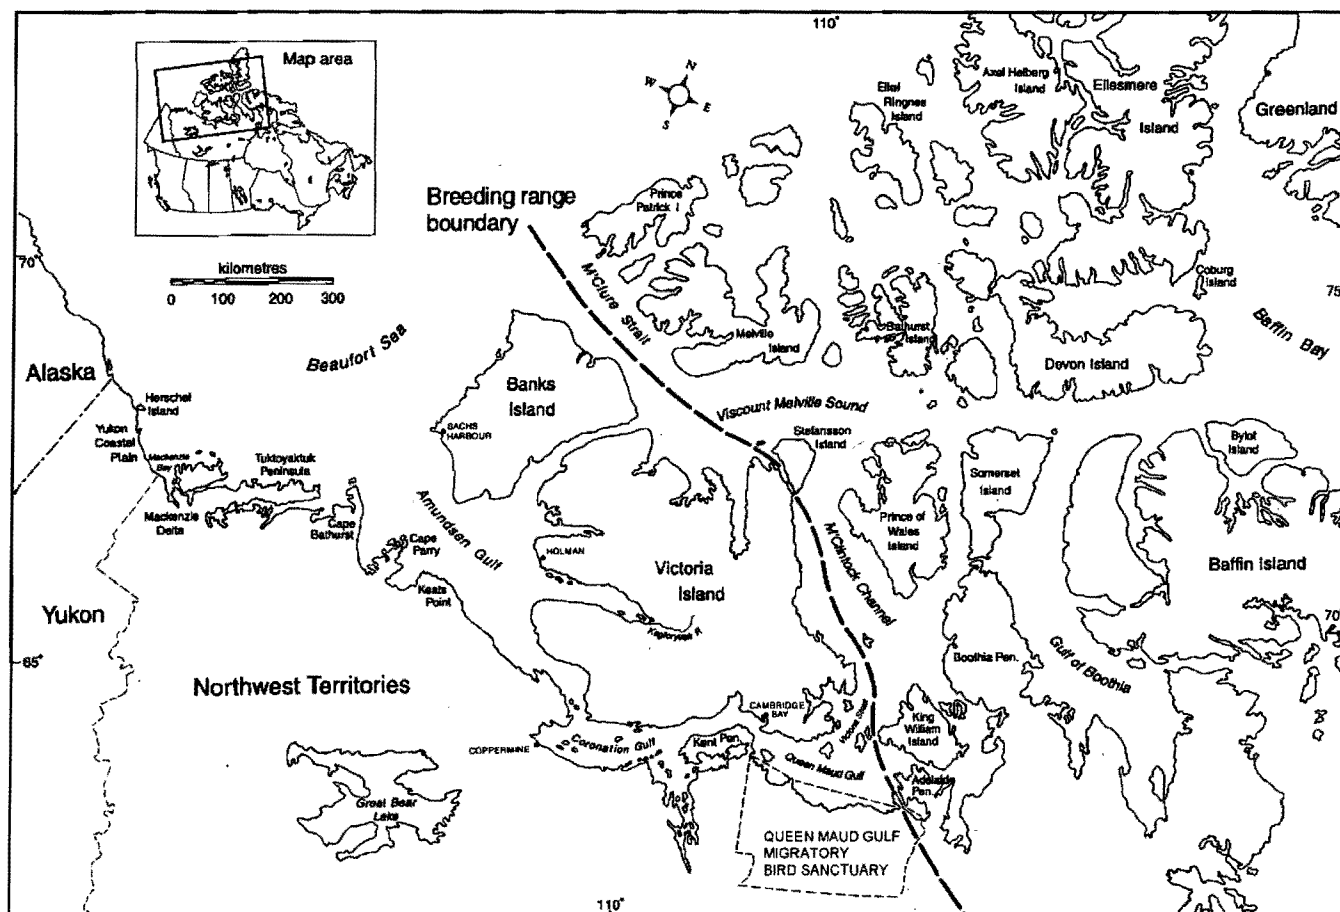 110°
Map area
N
W
E
S
Axel Heiberg
Island
Ellesmere
Island
Greenland
Ellef
Ringnes
Island
Breeding range
boundary
Prince
Patrick I
70°
kilometres
0 100 200 300
M'Clure Strait
Coburg
Island
75
Beaufort Sea
Melville
Island
Bathurst
Island
Baffin Bay
Devon Island
Alaska
Banks
Island
Herschel
Island
Viscount Melville Sound
SACHS
HARBOUR
Stefansson
Island
Yukon
Coastal
Plain
Mackenzie
Bay
Tuktoyaktuk
Peninsula
Bylot
Island
Somerset
Island
Mackenzie
Delta
Cape
Bathurst
Amundsen Gulf
Prince of
Wales
Island
M'Clintock Channel
Cape
Parry
HOLMAN
Keats
Point
Victoria
Island
Baffin Island
Yukon
70
Kagloryuak R
65°
Boothia Pen.
Gulf of Boothia
Northwest Territories
CAMBRIDGE
BAY
Victoria Strait
King
William
Island
COPPERMINE
Coronation Gulf
Kent Pen.
Queen Maud Gulf
Adelaide
Pen.
Great Bear
Lake
QUEEN MAUD GULF
MIGRATORY
BIRD SANCTUARY
110°